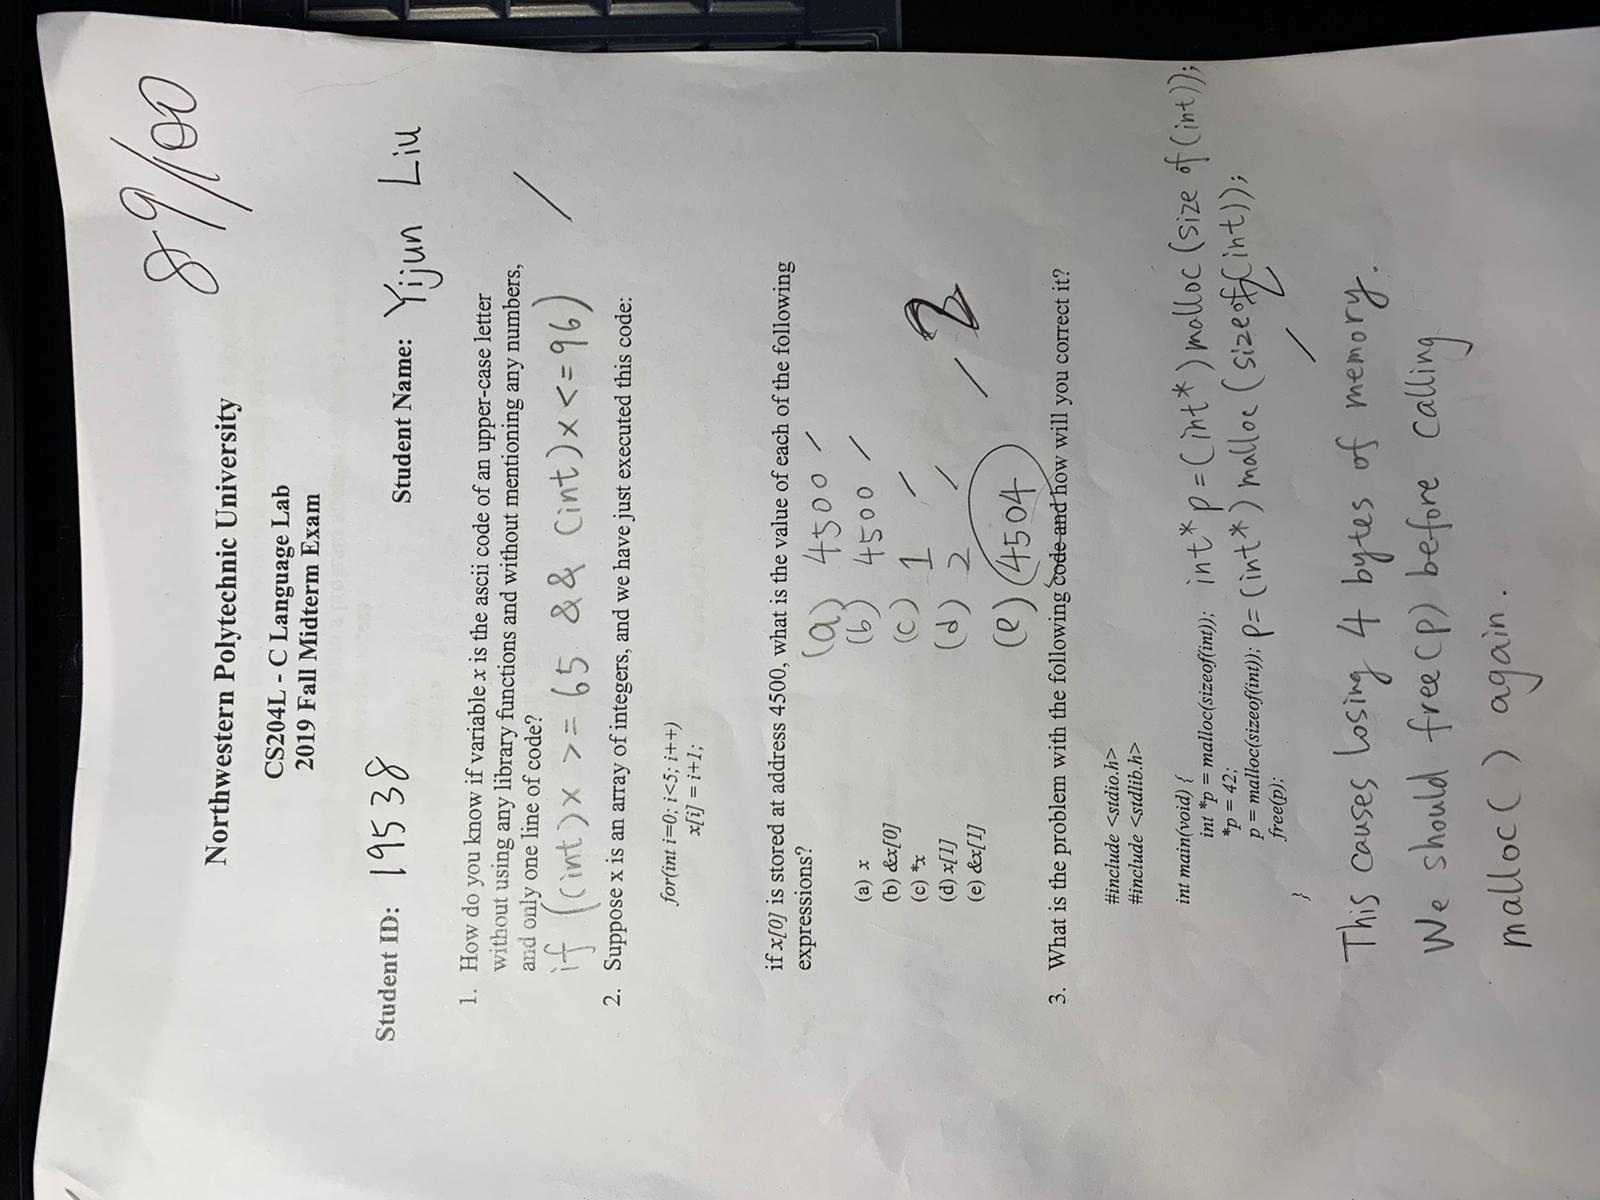 89/100
Northwestern Polytechnic University
CS204L - C Language Lab
2019 Fall Midterm Exam
Student ID: 19538 Student Name: Yijun Liu
1. How do you know if variable x is the ascii code of an upper-case letter
without using any library functions and without mentioning any numbers,
and only one line of code?
if ((int)x >= 65 && (int)x <= 96)
2. Suppose x is an array of integers, and we have just executed this code:
for(int i=0; i<5; i++)
x[i] = i+1;
if x[0] is stored at address 4500, what is the value of each of the following
expressions?
(a) x (a) 4500
(b) &x[0] (b) 4500
(c) *x (c) 1
(d) x[1] (d) 2
(e) &x[1] (e) 4504
2
3. What is the problem with the following code and how will you correct it?
#include <stdio.h>
#include <stdlib.h>
int main(void) {
int *p = malloc(sizeof(int)); int* p = (int*) malloc (size of (int));
*p = 42;
p = malloc(sizeof(int)); p = (int*) malloc (sizeof(int));
free(p);
}
This causes losing 4 bytes of memory.
We should free(p) before calling
malloc( ) again.